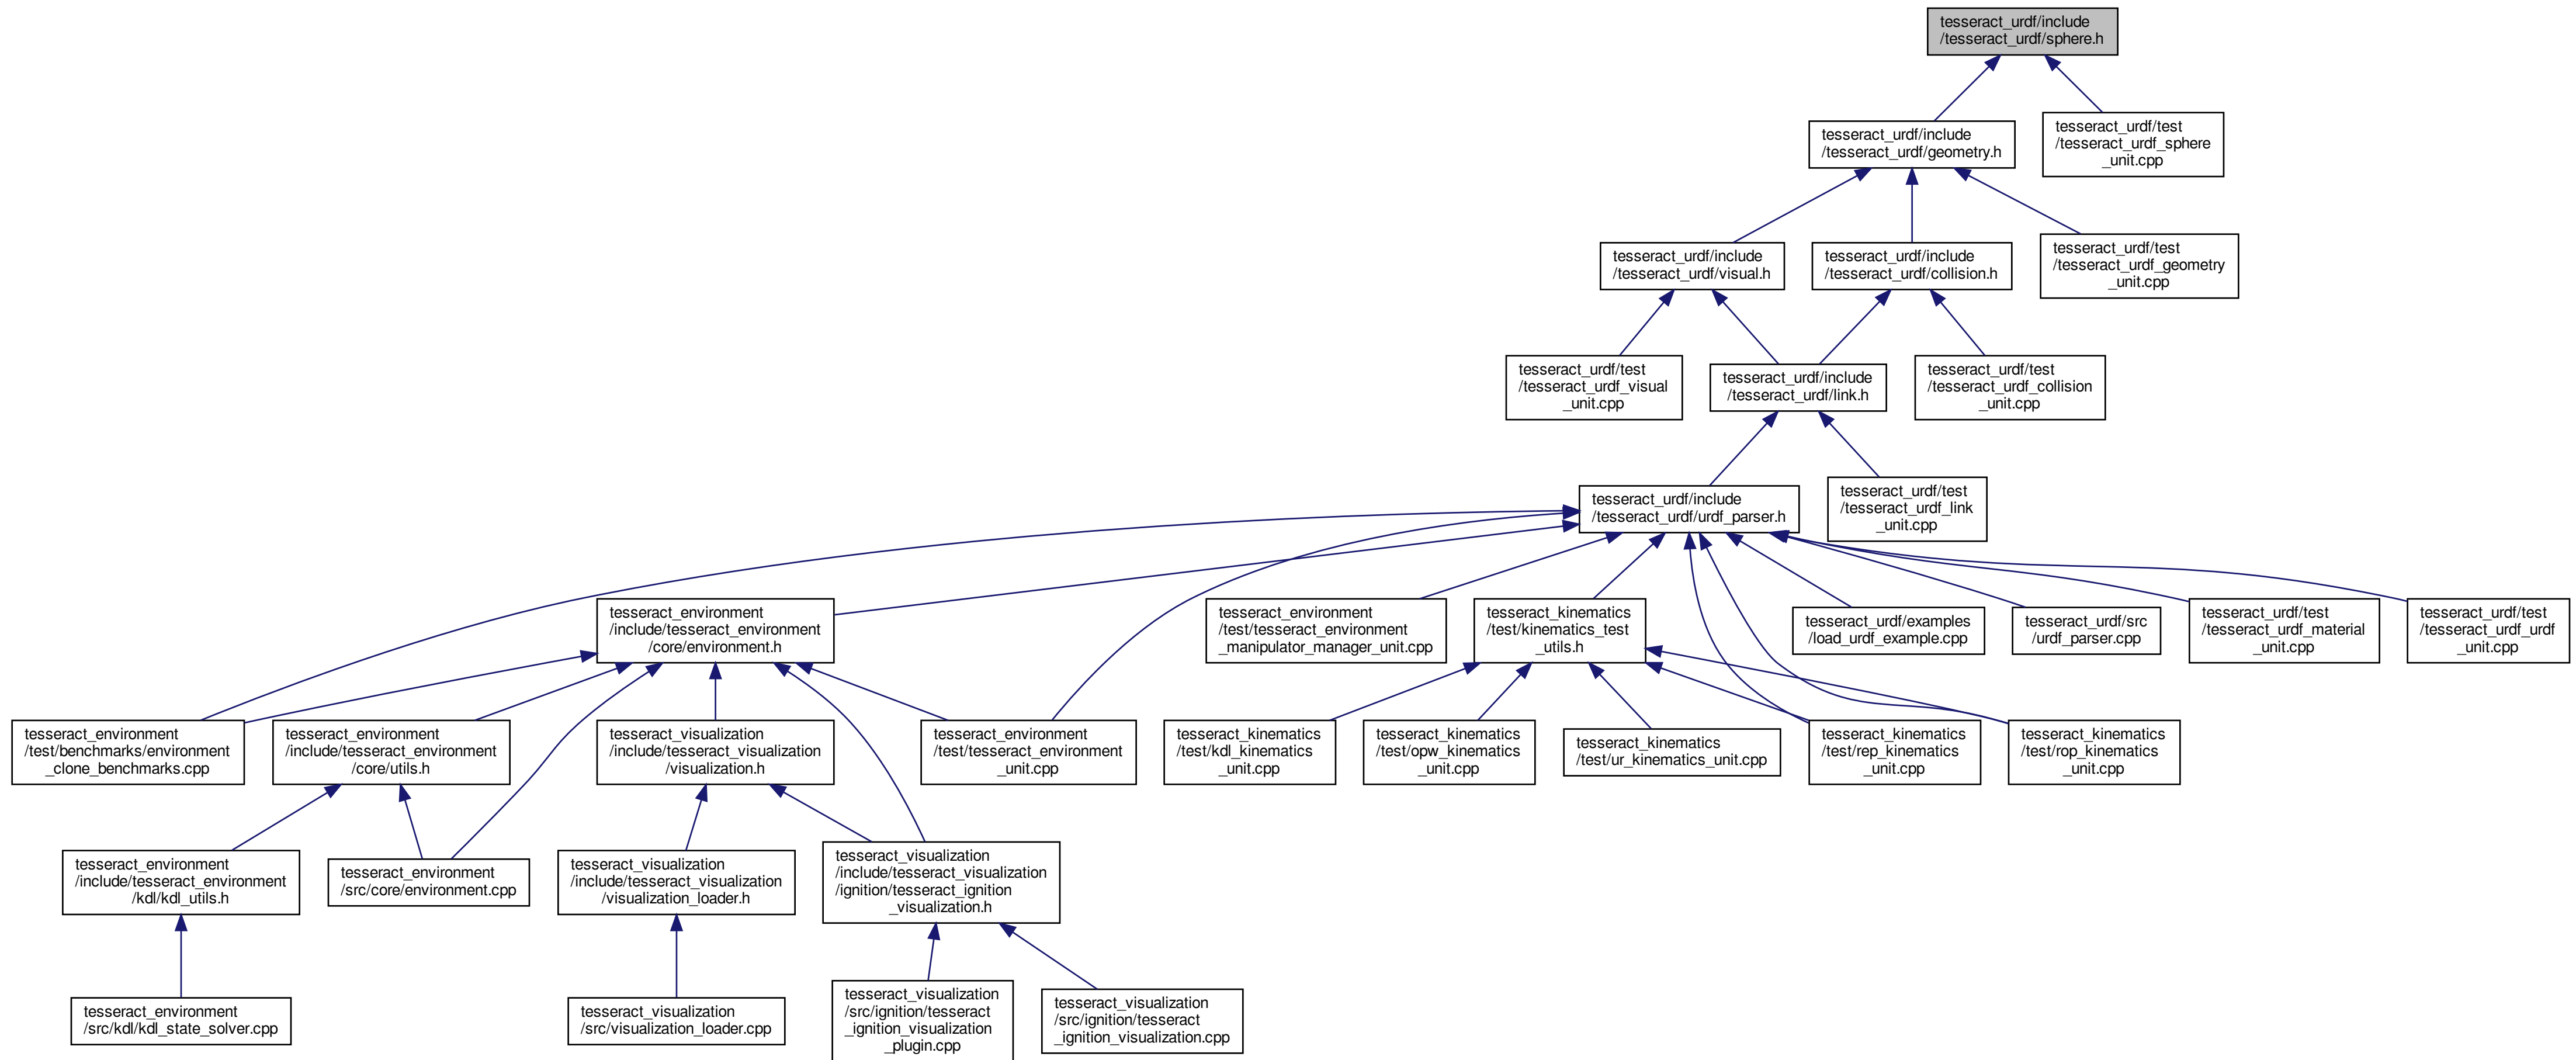 tesseract_urdf/include
/tesseract_urdf/sphere.h
tesseract_urdf/include
/tesseract_urdf/geometry.h
tesseract_urdf/test
/tesseract_urdf_sphere
_unit.cpp
tesseract_urdf/include
/tesseract_urdf/visual.h
tesseract_urdf/include
/tesseract_urdf/collision.h
tesseract_urdf/test
/tesseract_urdf_geometry
_unit.cpp
tesseract_urdf/test
/tesseract_urdf_visual
_unit.cpp
tesseract_urdf/include
/tesseract_urdf/link.h
tesseract_urdf/test
/tesseract_urdf_collision
_unit.cpp
tesseract_urdf/include
/tesseract_urdf/urdf_parser.h
tesseract_urdf/test
/tesseract_urdf_link
_unit.cpp
tesseract_environment
/include/tesseract_environment
/core/environment.h
tesseract_environment
/test/tesseract_environment
_manipulator_manager_unit.cpp
tesseract_kinematics
/test/kinematics_test
_utils.h
tesseract_urdf/examples
/load_urdf_example.cpp
tesseract_urdf/src
/urdf_parser.cpp
tesseract_urdf/test
/tesseract_urdf_material
_unit.cpp
tesseract_urdf/test
/tesseract_urdf_urdf
_unit.cpp
tesseract_environment
/test/benchmarks/environment
_clone_benchmarks.cpp
tesseract_environment
/include/tesseract_environment
/core/utils.h
tesseract_visualization
/include/tesseract_visualization
/visualization.h
tesseract_environment
/test/tesseract_environment
_unit.cpp
tesseract_kinematics
/test/kdl_kinematics
_unit.cpp
tesseract_kinematics
/test/opw_kinematics
_unit.cpp
tesseract_kinematics
/test/ur_kinematics_unit.cpp
tesseract_kinematics
/test/rep_kinematics
_unit.cpp
tesseract_kinematics
/test/rop_kinematics
_unit.cpp
tesseract_environment
/include/tesseract_environment
/kdl/kdl_utils.h
tesseract_environment
/src/core/environment.cpp
tesseract_visualization
/include/tesseract_visualization
/visualization_loader.h
tesseract_visualization
/include/tesseract_visualization
/ignition/tesseract_ignition
_visualization.h
tesseract_environment
/src/kdl/kdl_state_solver.cpp
tesseract_visualization
/src/visualization_loader.cpp
tesseract_visualization
/src/ignition/tesseract
_ignition_visualization
_plugin.cpp
tesseract_visualization
/src/ignition/tesseract
_ignition_visualization.cpp